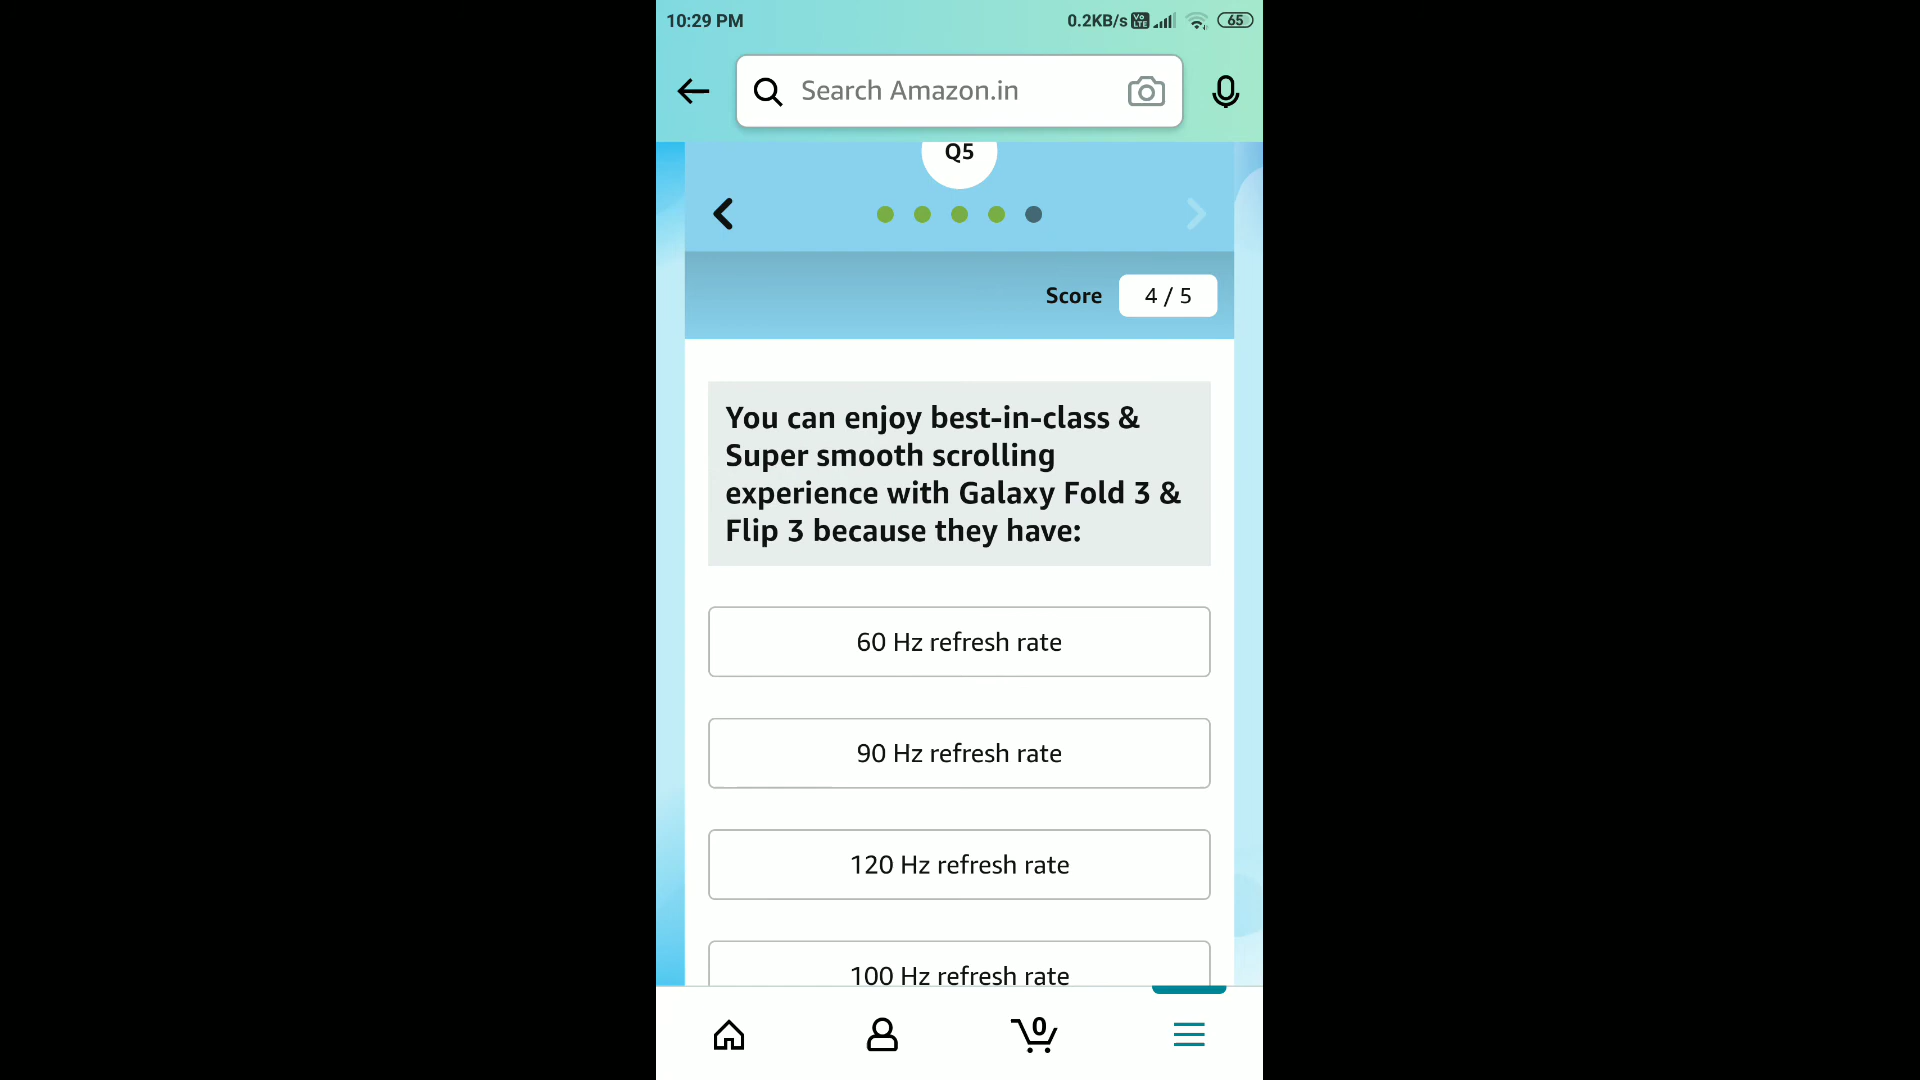 10:29 PM
0.2KB/s Vo LTE 65
Search Amazon.in
Q5
Score 4 / 5
You can enjoy best-in-class &
Super smooth scrolling
experience with Galaxy Fold 3 &
Flip 3 because they have:
60 Hz refresh rate
90 Hz refresh rate
120 Hz refresh rate
100 Hz refresh rate
0